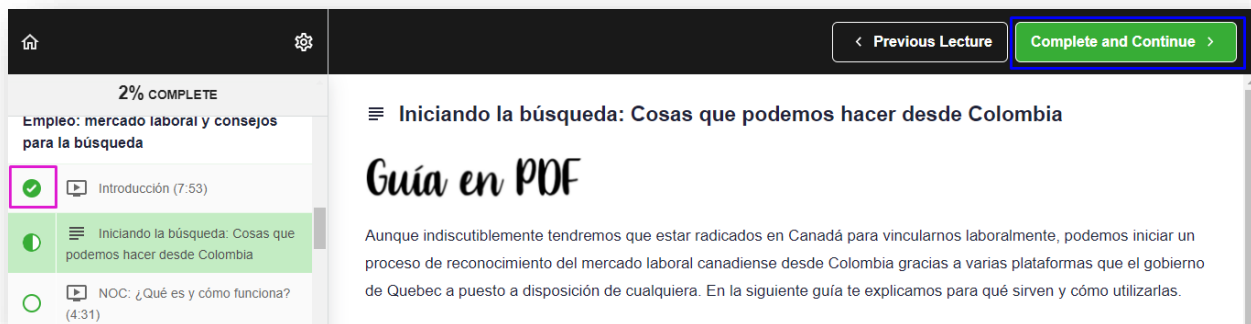 Previous Lecture
Complete and Continue
2% COMPLETE
Empleo: mercado laboral y consejos
para la búsqueda
Introducción (7:53)
Iniciando la búsqueda: Cosas que
podemos hacer desde Colombia
NOC: ¿Qué es y cómo funciona?
(4:31)
Iniciando la búsqueda: Cosas que podemos hacer desde Colombia
Guía en PDF
Aunque indiscutiblemente tendremos que estar radicados en Canadá para vincularnos laboralmente, podemos iniciar un
proceso de reconocimiento del mercado laboral canadiense desde Colombia gracias a varias plataformas que el gobierno
de Quebec a puesto a disposición de cualquiera. En la siguiente guía te explicamos para qué sirven y cómo utilizarlas.